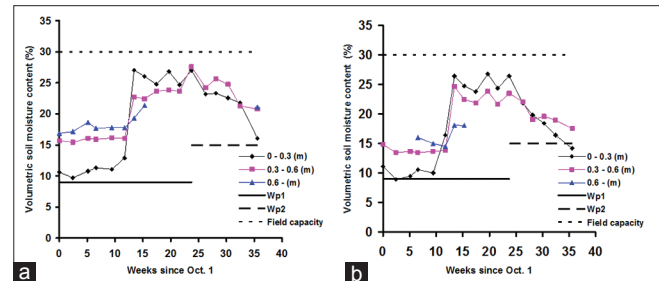 35
30
25
20
15
10
5
0
Volumetric soil moisture content (%)
0 5 10 15 20 25 30 35 40
Weeks since Oct. 1
0 - 0.3 (m)
0.3 - 0.6 (m)
0.6 - (m)
Wp1
Wp2
Field capacity
a
35
30
25
20
15
10
5
0
Volumetric soil moisture content (%)
0 5 10 15 20 25 30 35 40
Weeks since Oct. 1
0 - 0.3 (m)
0.3 - 0.6 (m)
0.6 - (m)
Wp1
Wp2
Field capacity
b